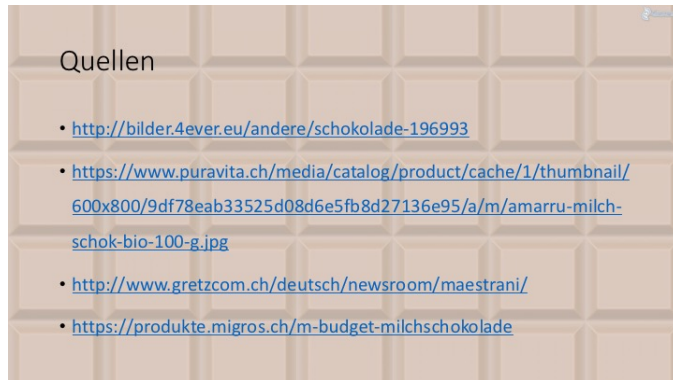 Quellen
• http://bilder.4ever.eu/andere/schokolade-196993
• https://www.puravita.ch/media/catalog/product/cache/1/thumbnail/
600x800/9df78eab33525d08d6e5fb8d27136e95/a/m/amarru-milch-
schok-bio-100-g.jpg
• http://www.gretzcom.ch/deutsch/newsroom/maestrani/
• https://produkte.migros.ch/m-budget-milchschokolade